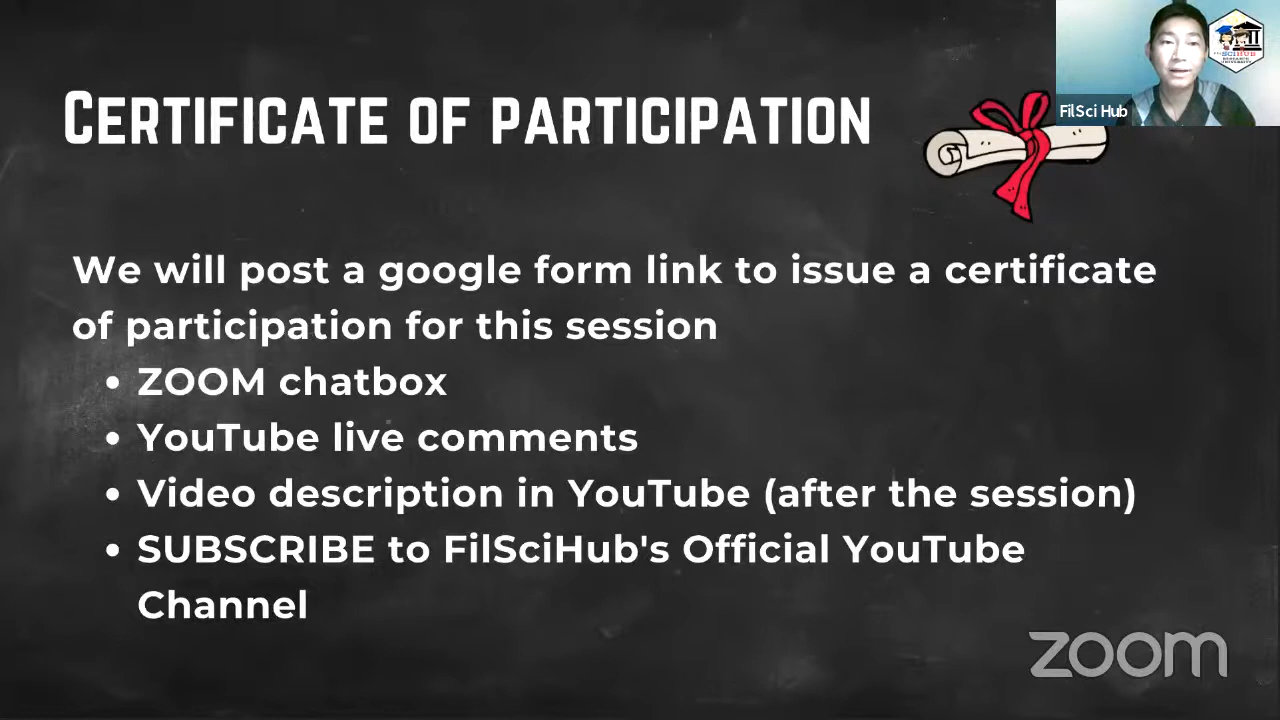 CERTIFICATE OF PARTICIPATION
FilSci Hub
We will post a google form link to issue a certificate
of participation for this session
• ZOOM chatbox
• YouTube live comments
• Video description in YouTube (after the session)
• SUBSCRIBE to FilSciHub's Official YouTube
Channel
zoom